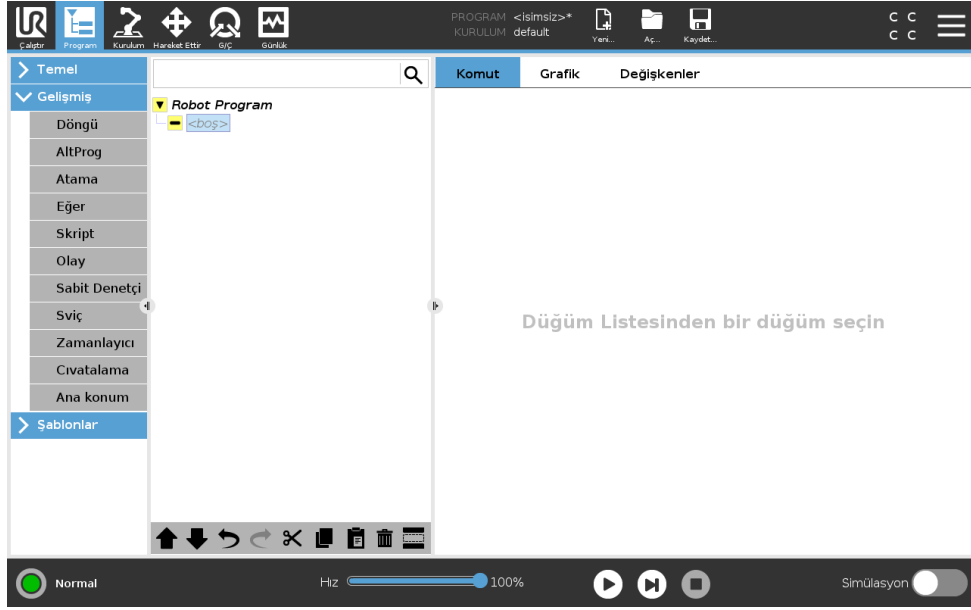 PROGRAM <isimsiz>*
KURULUM default
Çalıştır Program Kurulum Hareket Ettir G/Ç Günlük Yeni... Aç... Kaydet...
C C
C C
Temel
Gelişmiş
Döngü
AltProg
Atama
Eğer
Skript
Olay
Sabit Denetçi
Sviç
Zamanlayıcı
Cıvatalama
Ana konum
Şablonlar
Robot Program
<boş>
Komut Grafik Değişkenler
Düğüm Listesinden bir düğüm seçin
Normal Hız 100% Simülasyon